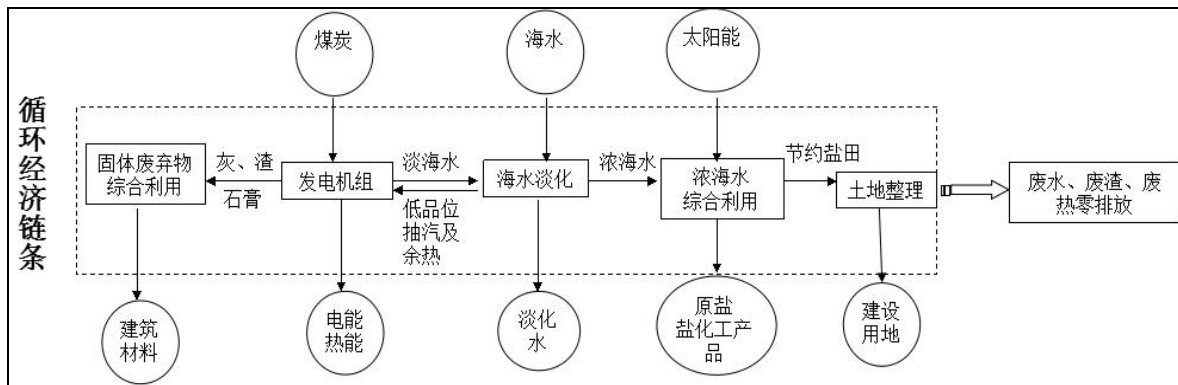 循环经济链条
煤炭
海水
太阳能
固体废弃物
综合利用
灰、渣
石膏
发电机组
淡海水
低品位
抽汽及
余热
海水淡化
浓海水
浓海水
综合利用
节约盐田
土地整理
废水、废渣、废
热零排放
建筑
材料
电能
热能
淡化
水
原盐
盐化工产
品
建设
用地